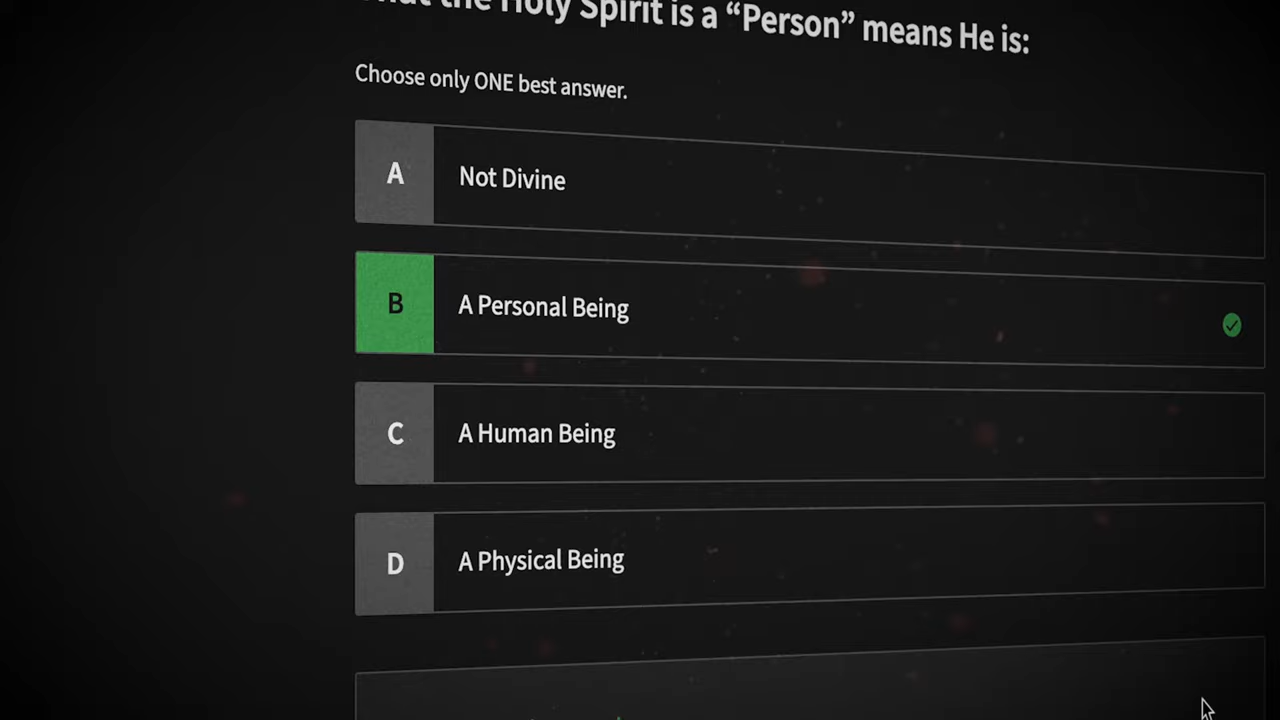 the Holy Spirit is a “Person” means He is:
Choose only ONE best answer.
A
Not Divine
B
A Personal Being
C
A Human Being
D
A Physical Being